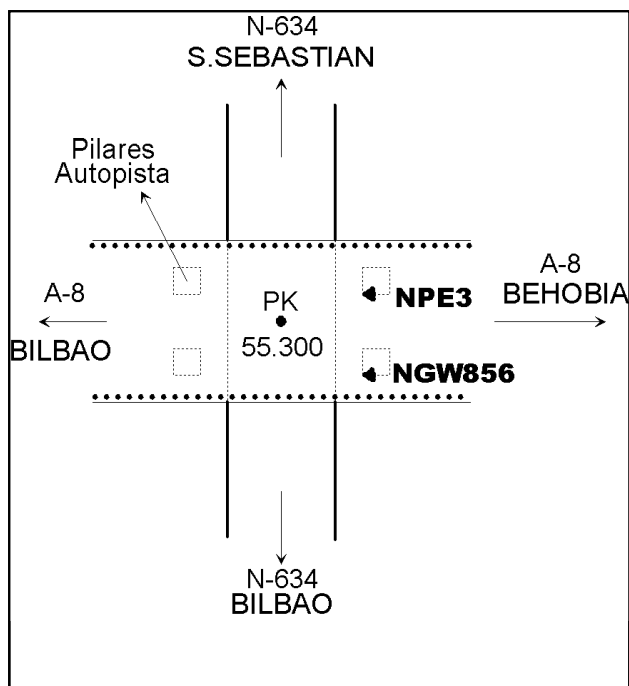 N-634
S.SEBASTIAN
Pilares
Autopista
A-8
BILBAO
PK
55.300
NPE3
NGW856
A-8
BEHOBIA
N-634
BILBAO